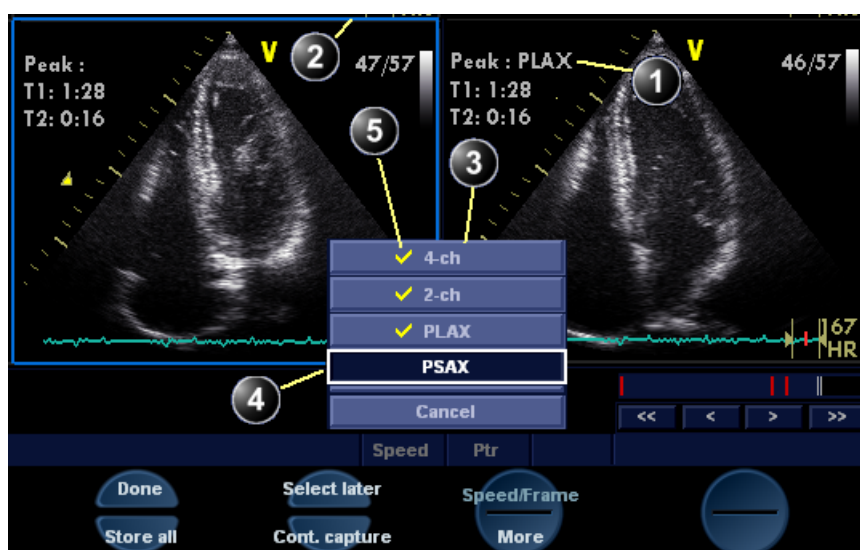 V
2
Peak :
47/57
T1: 1:28
T2: 0:16
Peak : PLAX
1
V
46/57
T1: 1:28
T2: 0:16
5
3
4-ch
2-ch
PLAX
PSAX
Cancel
4
167
HR
<< < > >>
Speed Ptr
Done Select later Speed/Frame
Store all Cont. capture More